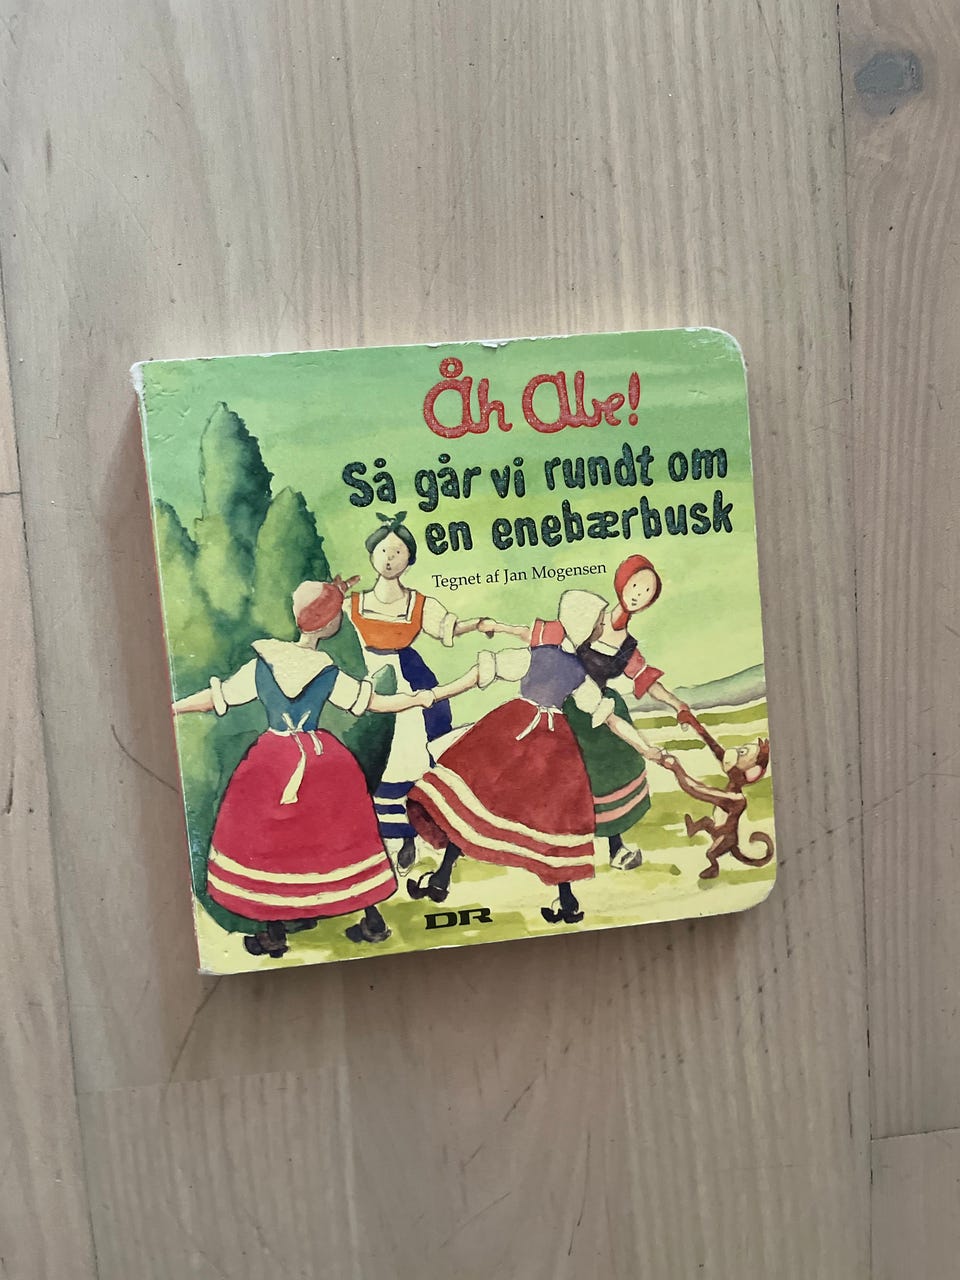 Åh Abe!
Så går vi rundt om
en enebærbusk
Tegnet af Jan Mogensen
DR